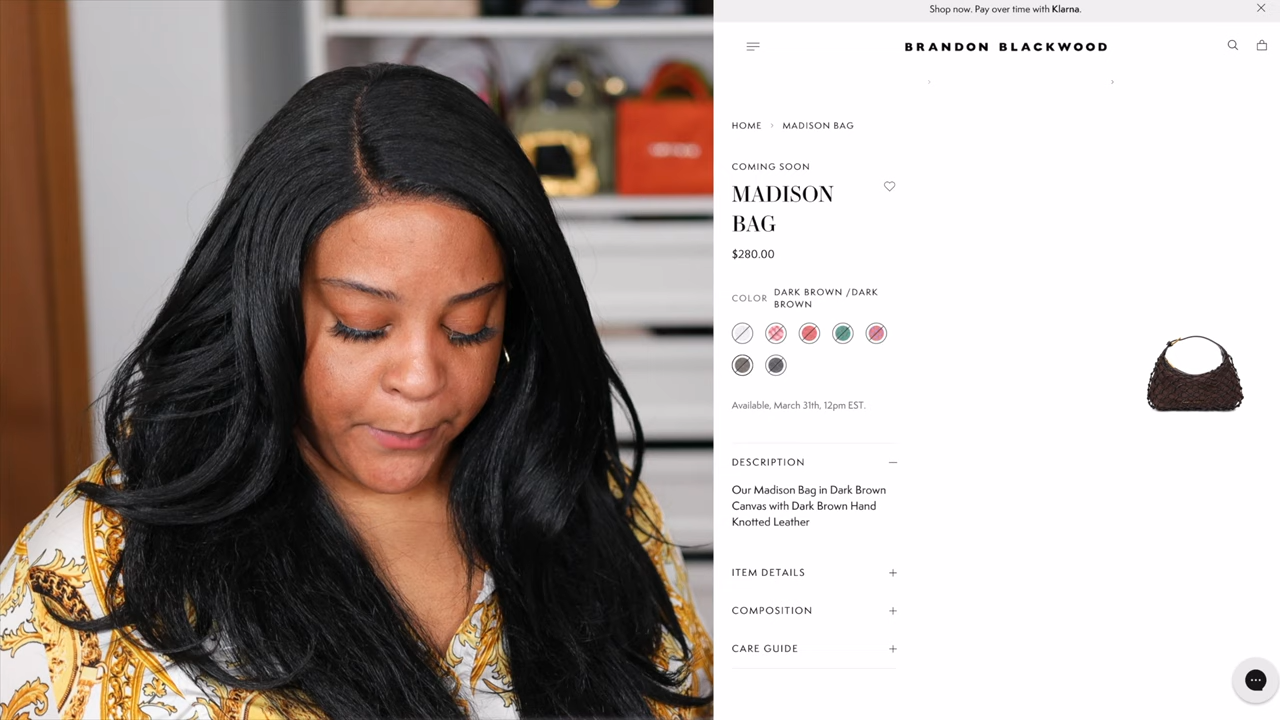 Shop now. Pay over time with Klarna.
BRANDON BLACKWOOD
HOME > MADISON BAG
COMING SOON
MADISON
BAG
$280.00
COLOR DARK BROWN /DARK
BROWN
Available, March 31th, 12pm EST.
DESCRIPTION
Our Madison Bag in Dark Brown
Canvas with Dark Brown Hand
Knotted Leather
ITEM DETAILS
COMPOSITION
CARE GUIDE